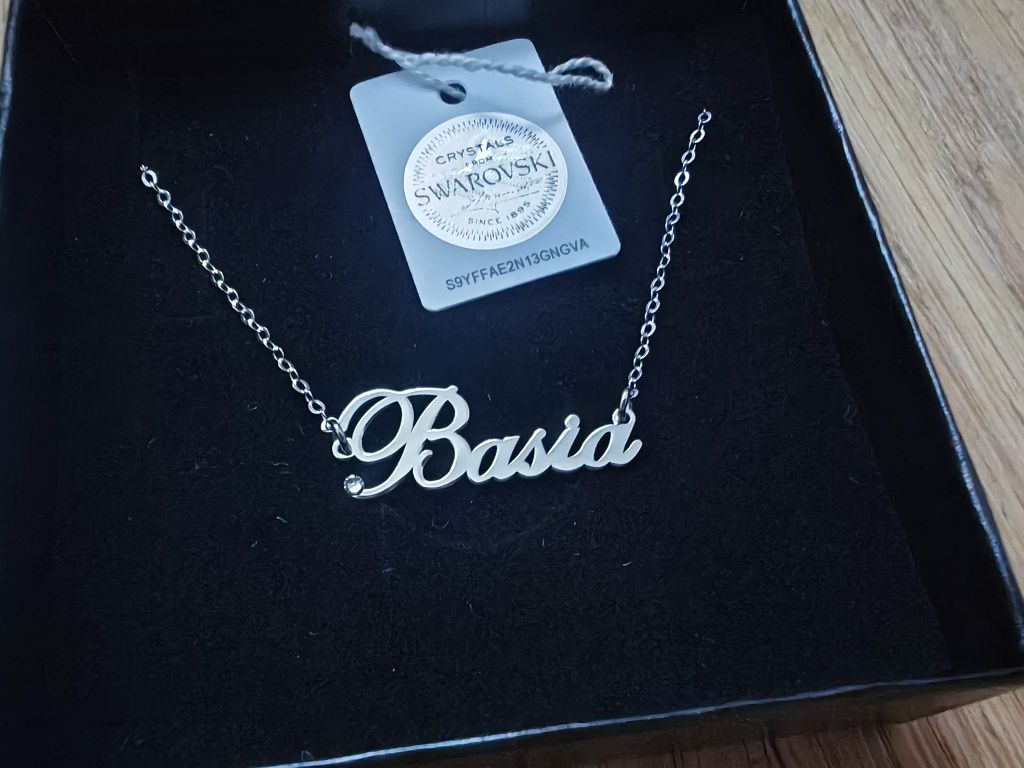 CRYSTALS
FROM
SWAROVSKI
SINCE 1895
S9YFFAE2N13GNGVA
Basia